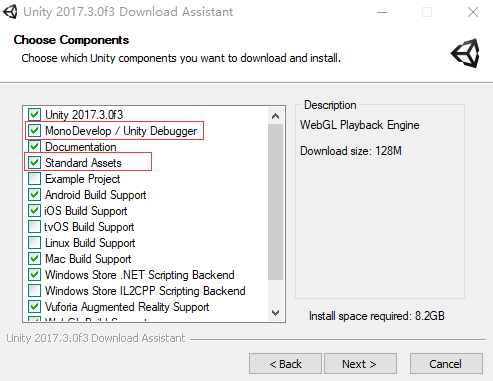 Unity 2017.3.0f3 Download Assistant
Choose Components
Choose which Unity components you want to download and install.
Unity 2017.3.0f3
MonoDevelop / Unity Debugger
Documentation
Standard Assets
Example Project
Android Build Support
iOS Build Support
tvOS Build Support
Linux Build Support
Mac Build Support
Windows Store .NET Scripting Backend
Windows Store IL2CPP Scripting Backend
Vuforia Augmented Reality Support
WebGL Build Support
Description
WebGL Playback Engine
Download size: 128M
Install space required: 8.2GB
Unity 2017.3.0f3 Download Assistant
< Back
Next >
Cancel